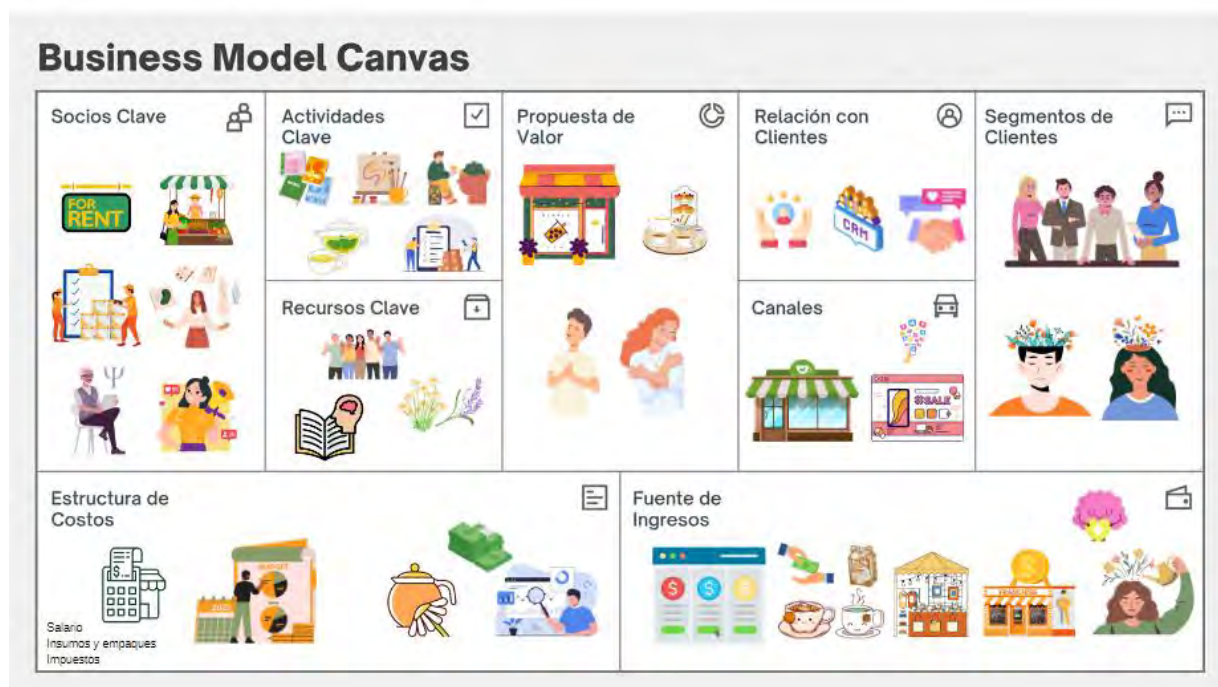 Business Model Canvas
Socios Clave
FOR
RENT
Actividades
Clave
Recursos Clave
Propuesta de
Valor
Relación con
Clientes
CRM
Canales
SALE
Segmentos de
Clientes
Estructura de
Costos
BUDGET
Salario
Insumos y empaques
Impuestos
Fuente de
Ingresos